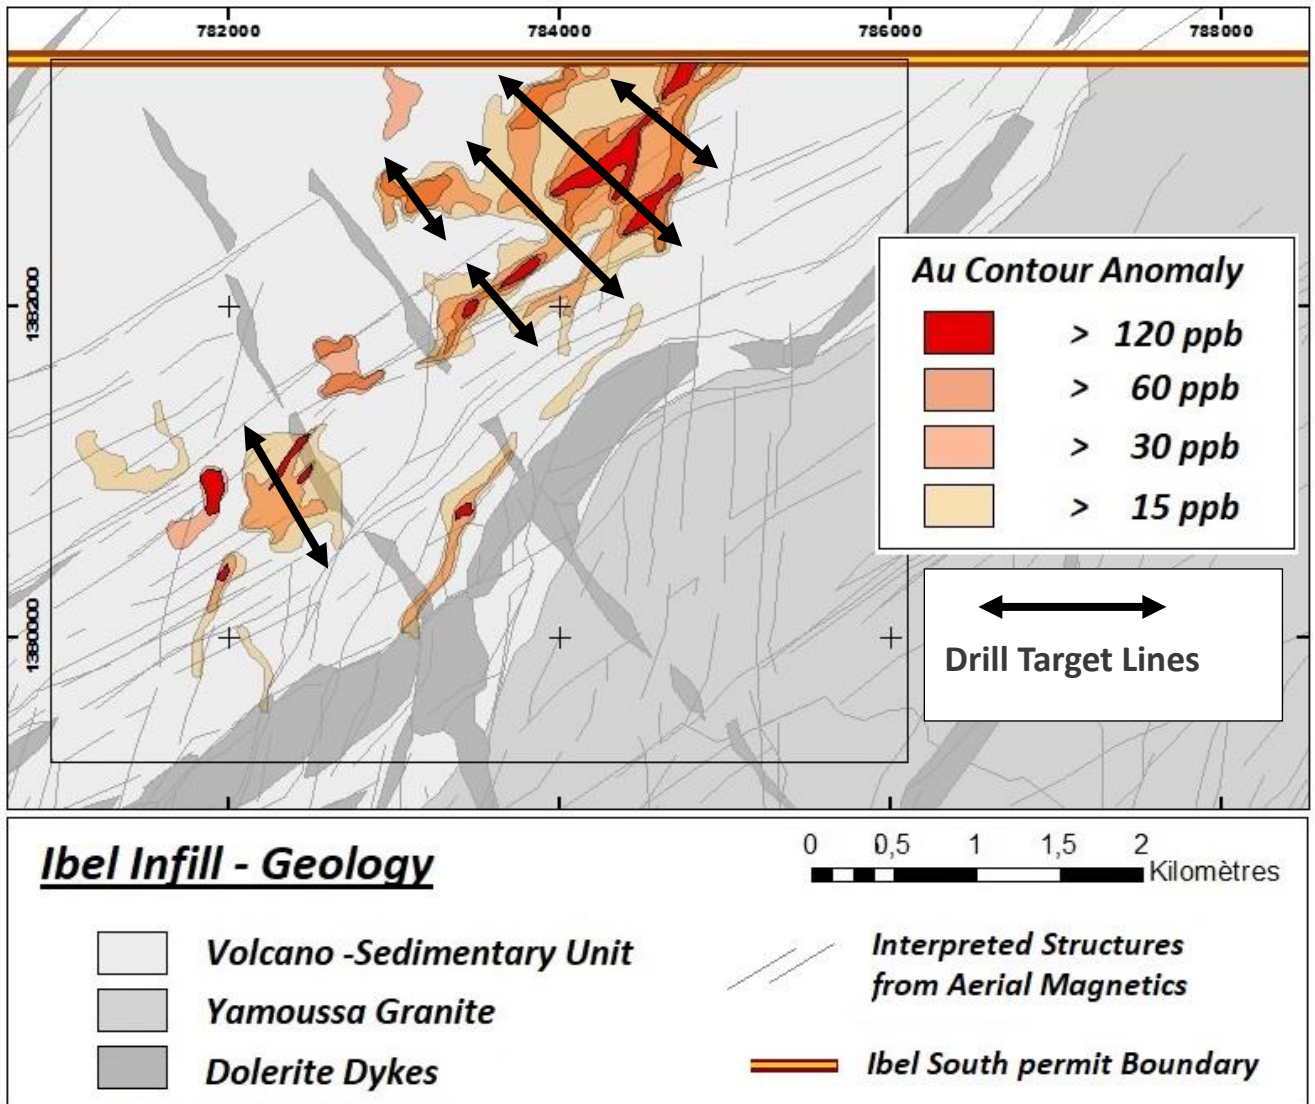 782000
784000
786000
788000
1382000
1380000
Au Contour Anomaly
> 120 ppb
> 60 ppb
> 30 ppb
> 15 ppb
Drill Target Lines
Ibel Infill - Geology
0 0,5 1 1,5 2
Kilomètres
Volcano -Sedimentary Unit
Yamoussa Granite
Dolerite Dykes
Interpreted Structures
from Aerial Magnetics
Ibel South permit Boundary